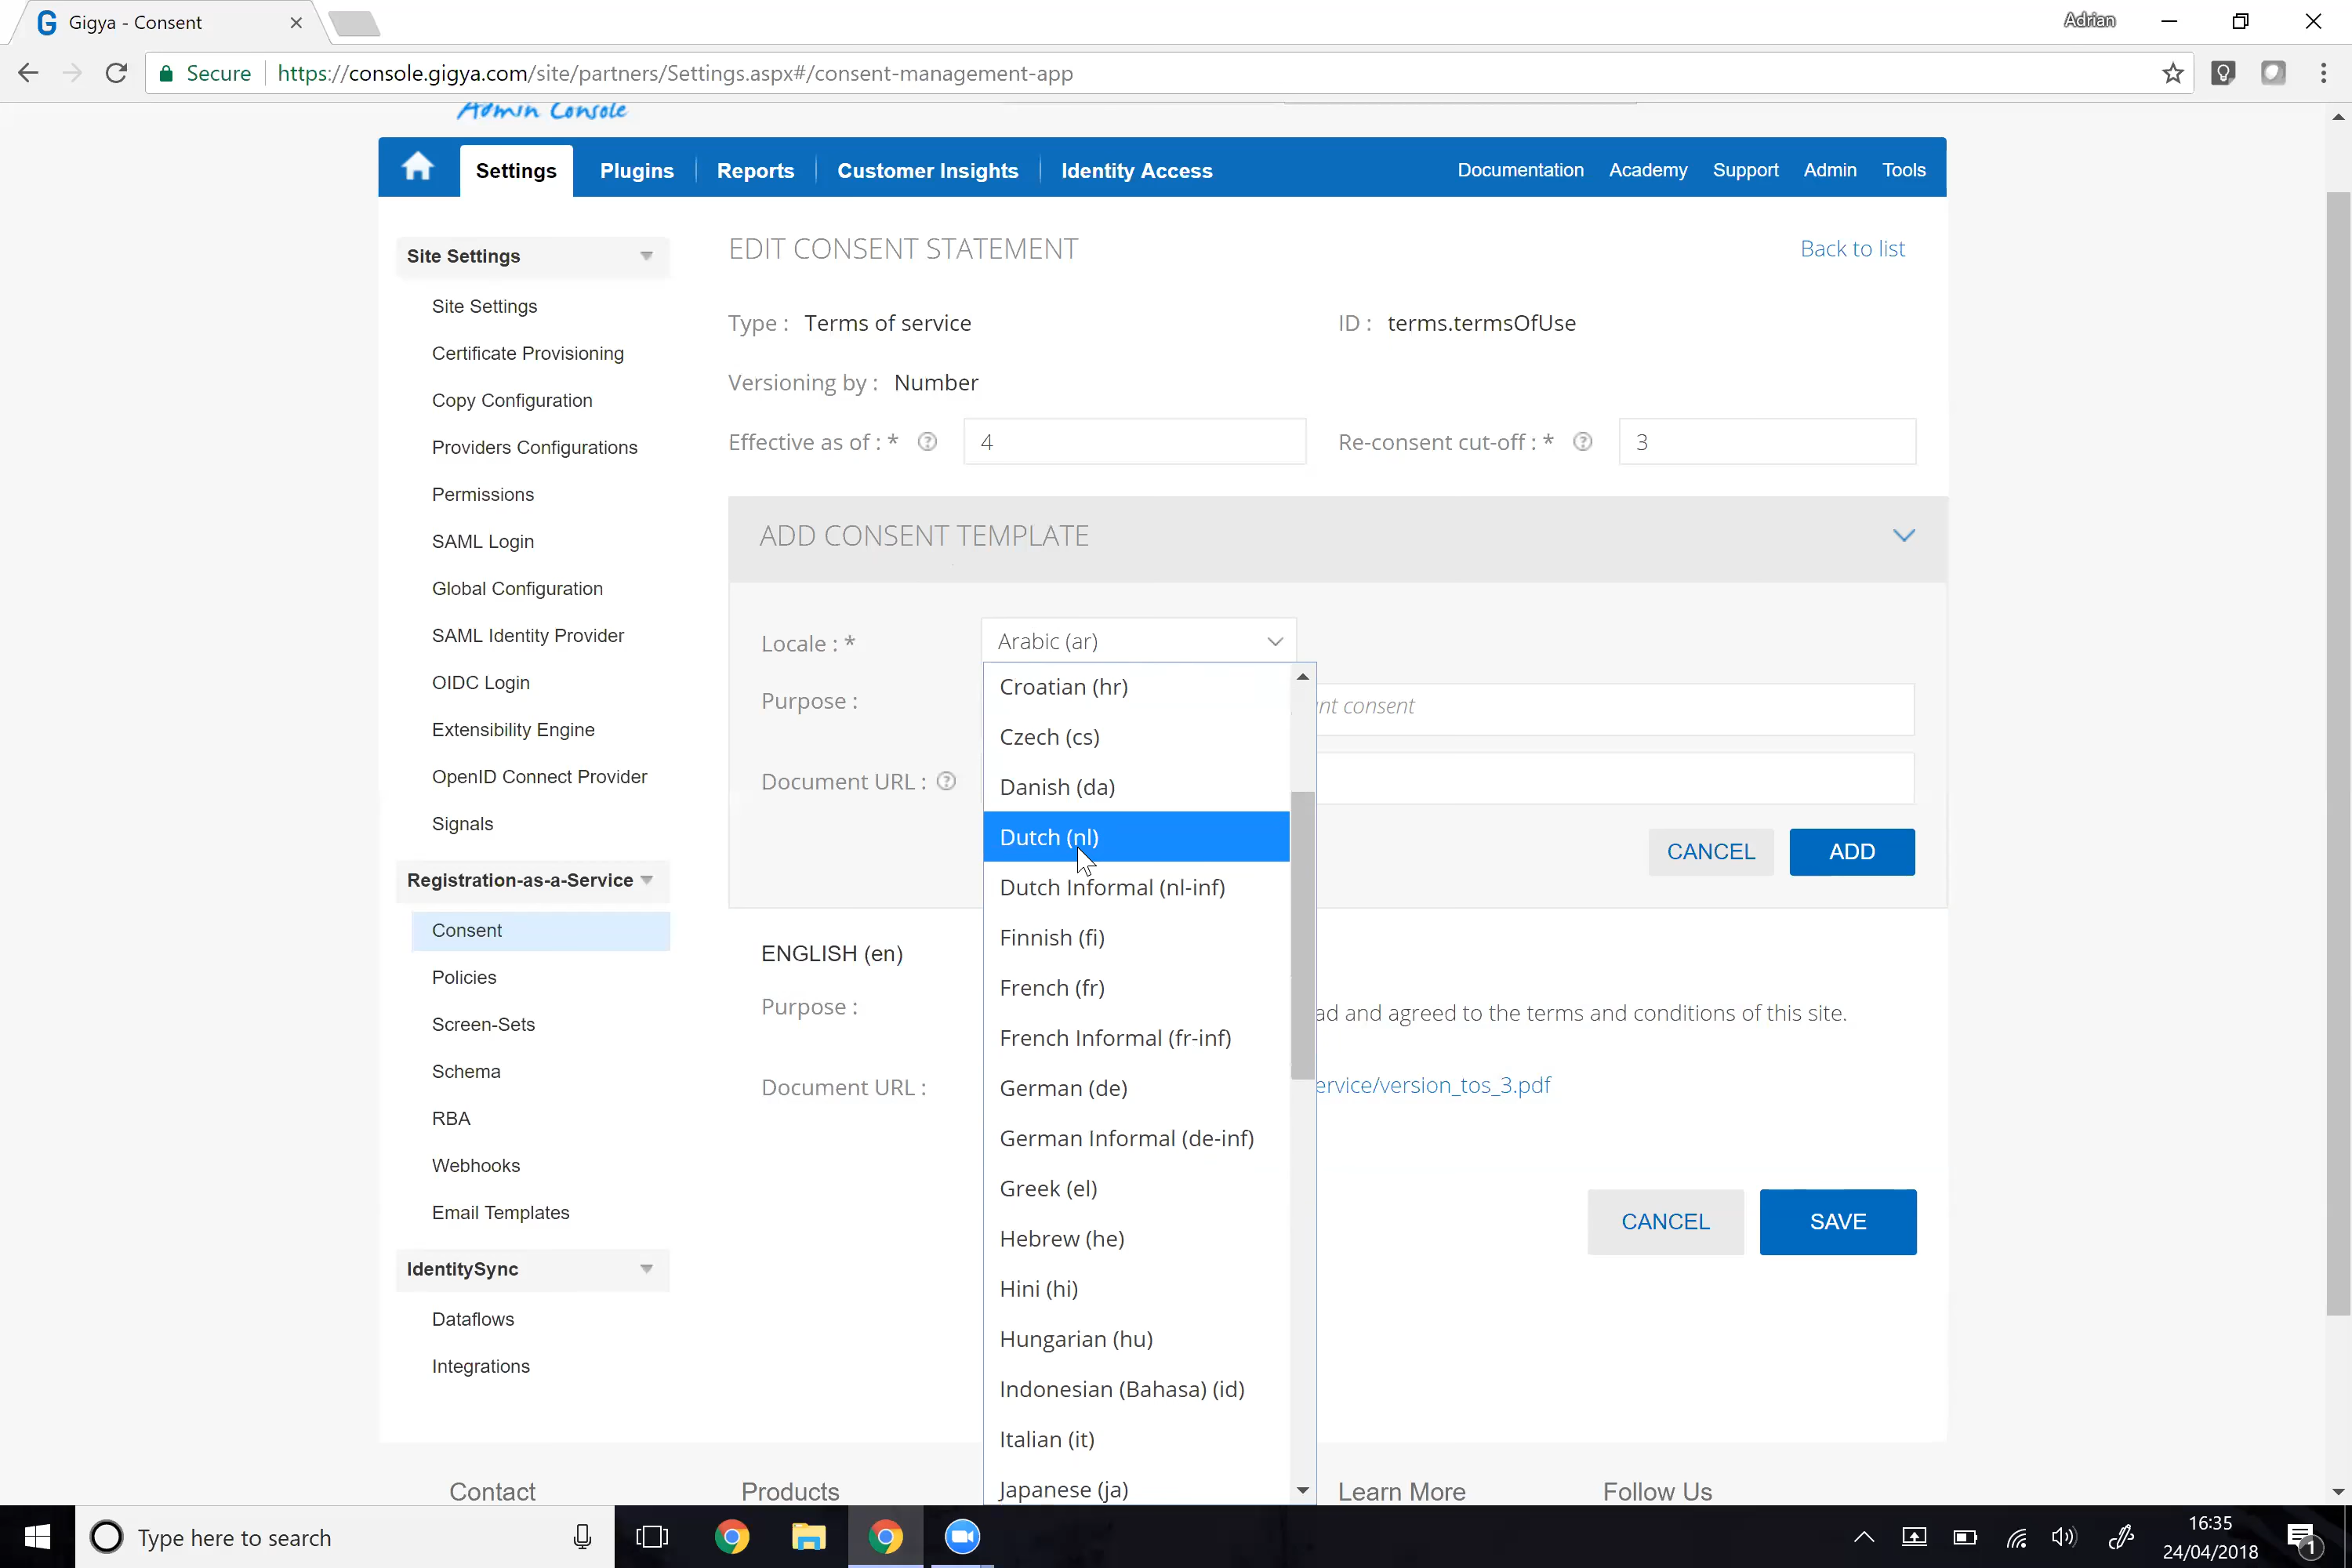 Gigya - Consent
Adrian
Secure
https://console.gigya.com/site/partners/Settings.aspx#/consent-management-app
Admin Console
Settings
Plugins
Reports
Customer Insights
Identity Access
Documentation
Academy
Support
Admin
Tools
Site Settings
Site Settings
Certificate Provisioning
Copy Configuration
Providers Configurations
Permissions
SAML Login
Global Configuration
SAML Identity Provider
OIDC Login
Extensibility Engine
OpenID Connect Provider
Signals
Registration-as-a-Service
Consent
Policies
Screen-Sets
Schema
RBA
Webhooks
Email Templates
IdentitySync
Dataflows
Integrations
EDIT CONSENT STATEMENT
Back to list
Type : Terms of service
ID : terms.termsOfUse
Versioning by : Number
Effective as of : * ? 4
Re-consent cut-off : * ? 3
ADD CONSENT TEMPLATE
Locale : *
Arabic (ar)
Purpose :
nt consent
Document URL : ?
Croatian (hr)
Czech (cs)
Danish (da)
Dutch (nl)
Dutch Informal (nl-inf)
Finnish (fi)
French (fr)
French Informal (fr-inf)
German (de)
German Informal (de-inf)
Greek (el)
Hebrew (he)
Hini (hi)
Hungarian (hu)
Indonesian (Bahasa) (id)
Italian (it)
Japanese (ja)
CANCEL
ADD
ENGLISH (en)
Purpose :
ad and agreed to the terms and conditions of this site.
Document URL :
ervice/version_tos_3.pdf
CANCEL
SAVE
Contact
Products
Learn More
Follow Us
Type here to search
16:35
24/04/2018
1